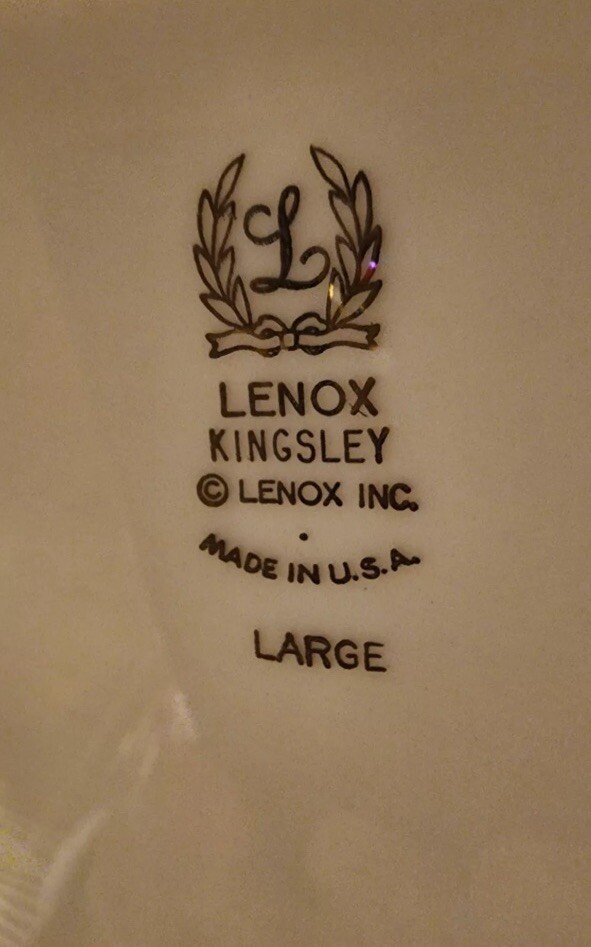 L
LENOX
KINGSLEY
© LENOX INC.
MADE IN U.S.A.
LARGE